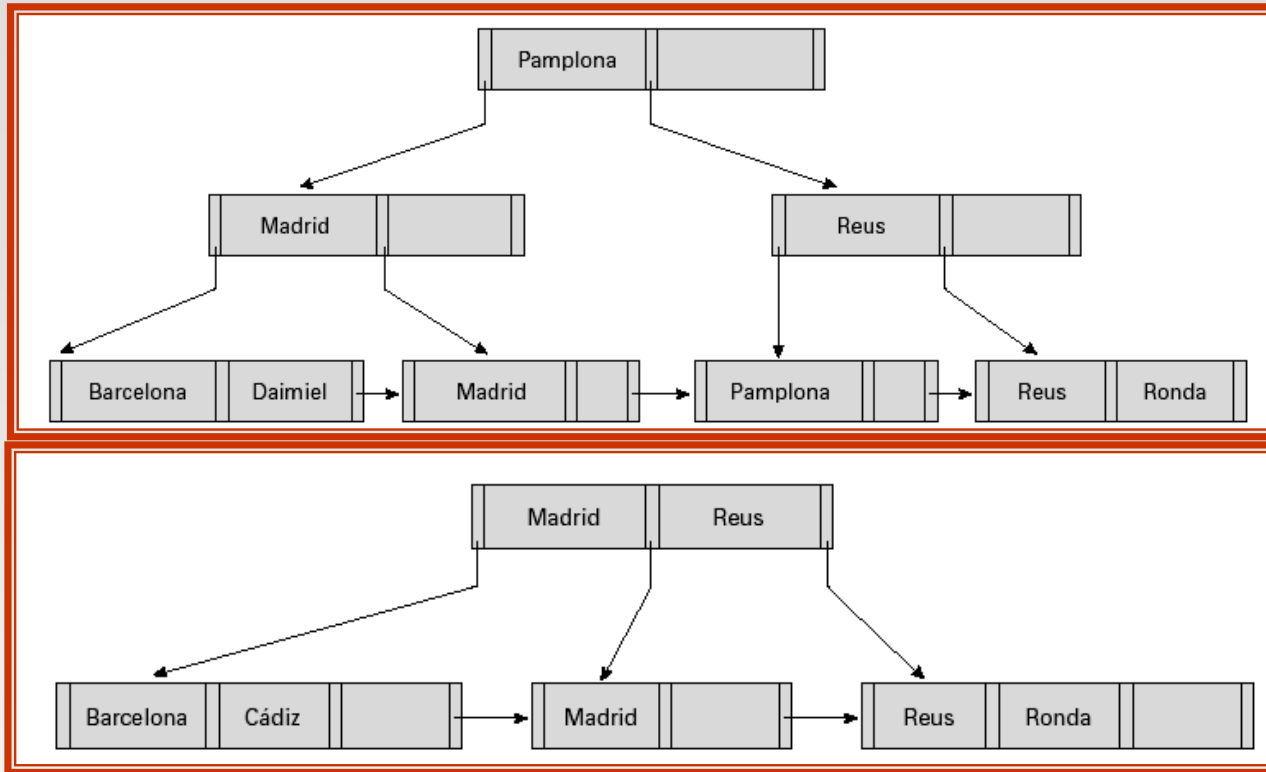 Pamplona
Madrid Reus
Barcelona Daimiel Madrid Pamplona Reus Ronda
Madrid Reus
Barcelona Cádiz Madrid Reus Ronda